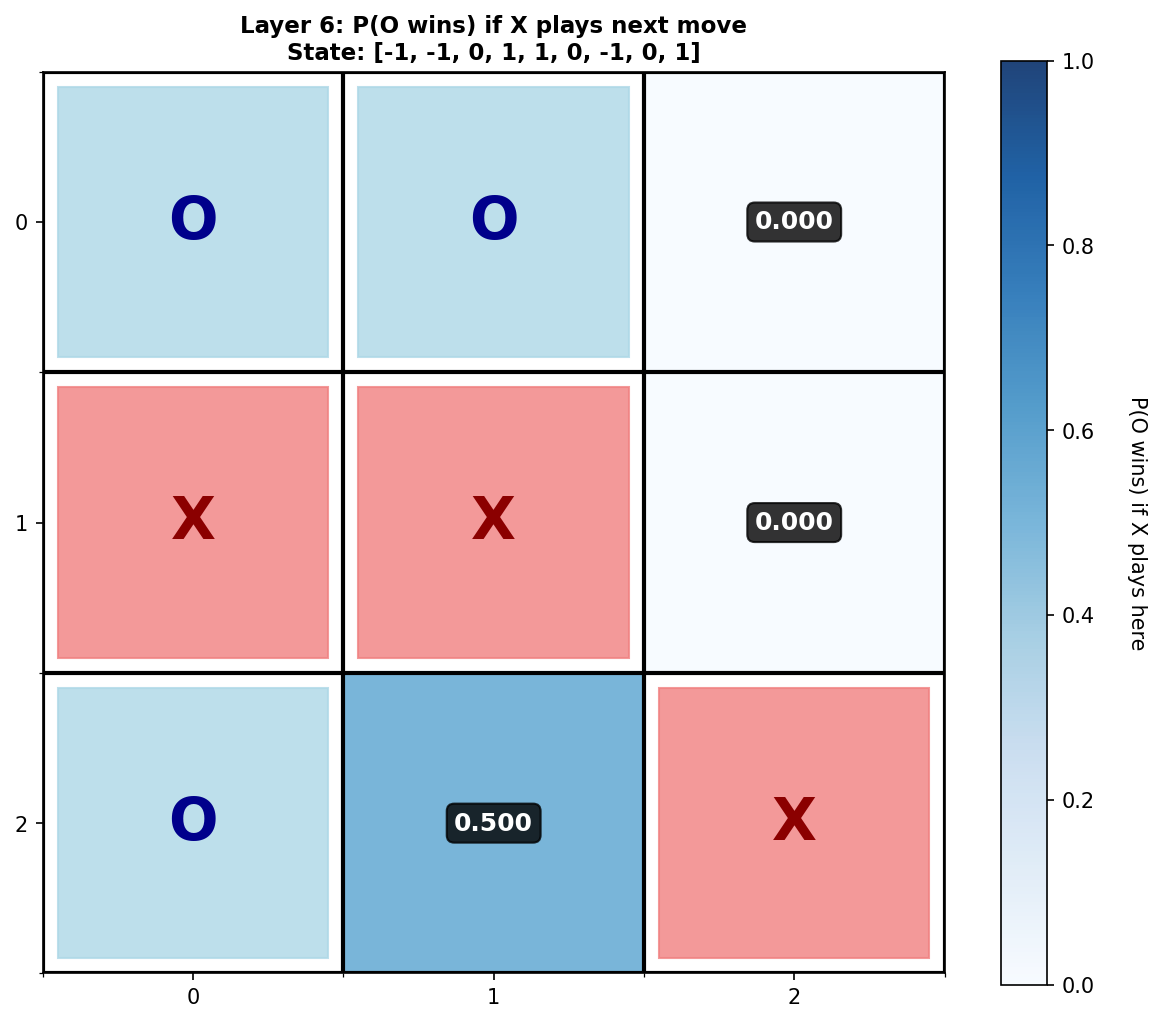 Layer 6: P(O wins) if X plays next move
State: [-1, -1, 0, 1, 1, 0, -1, 0, 1]
0
O
O
0.000
1
X
X
0.000
2
O
0.500
X
0
1
2
1.0
0.8
0.6
0.4
0.2
0.0
P(O wins) if X plays here